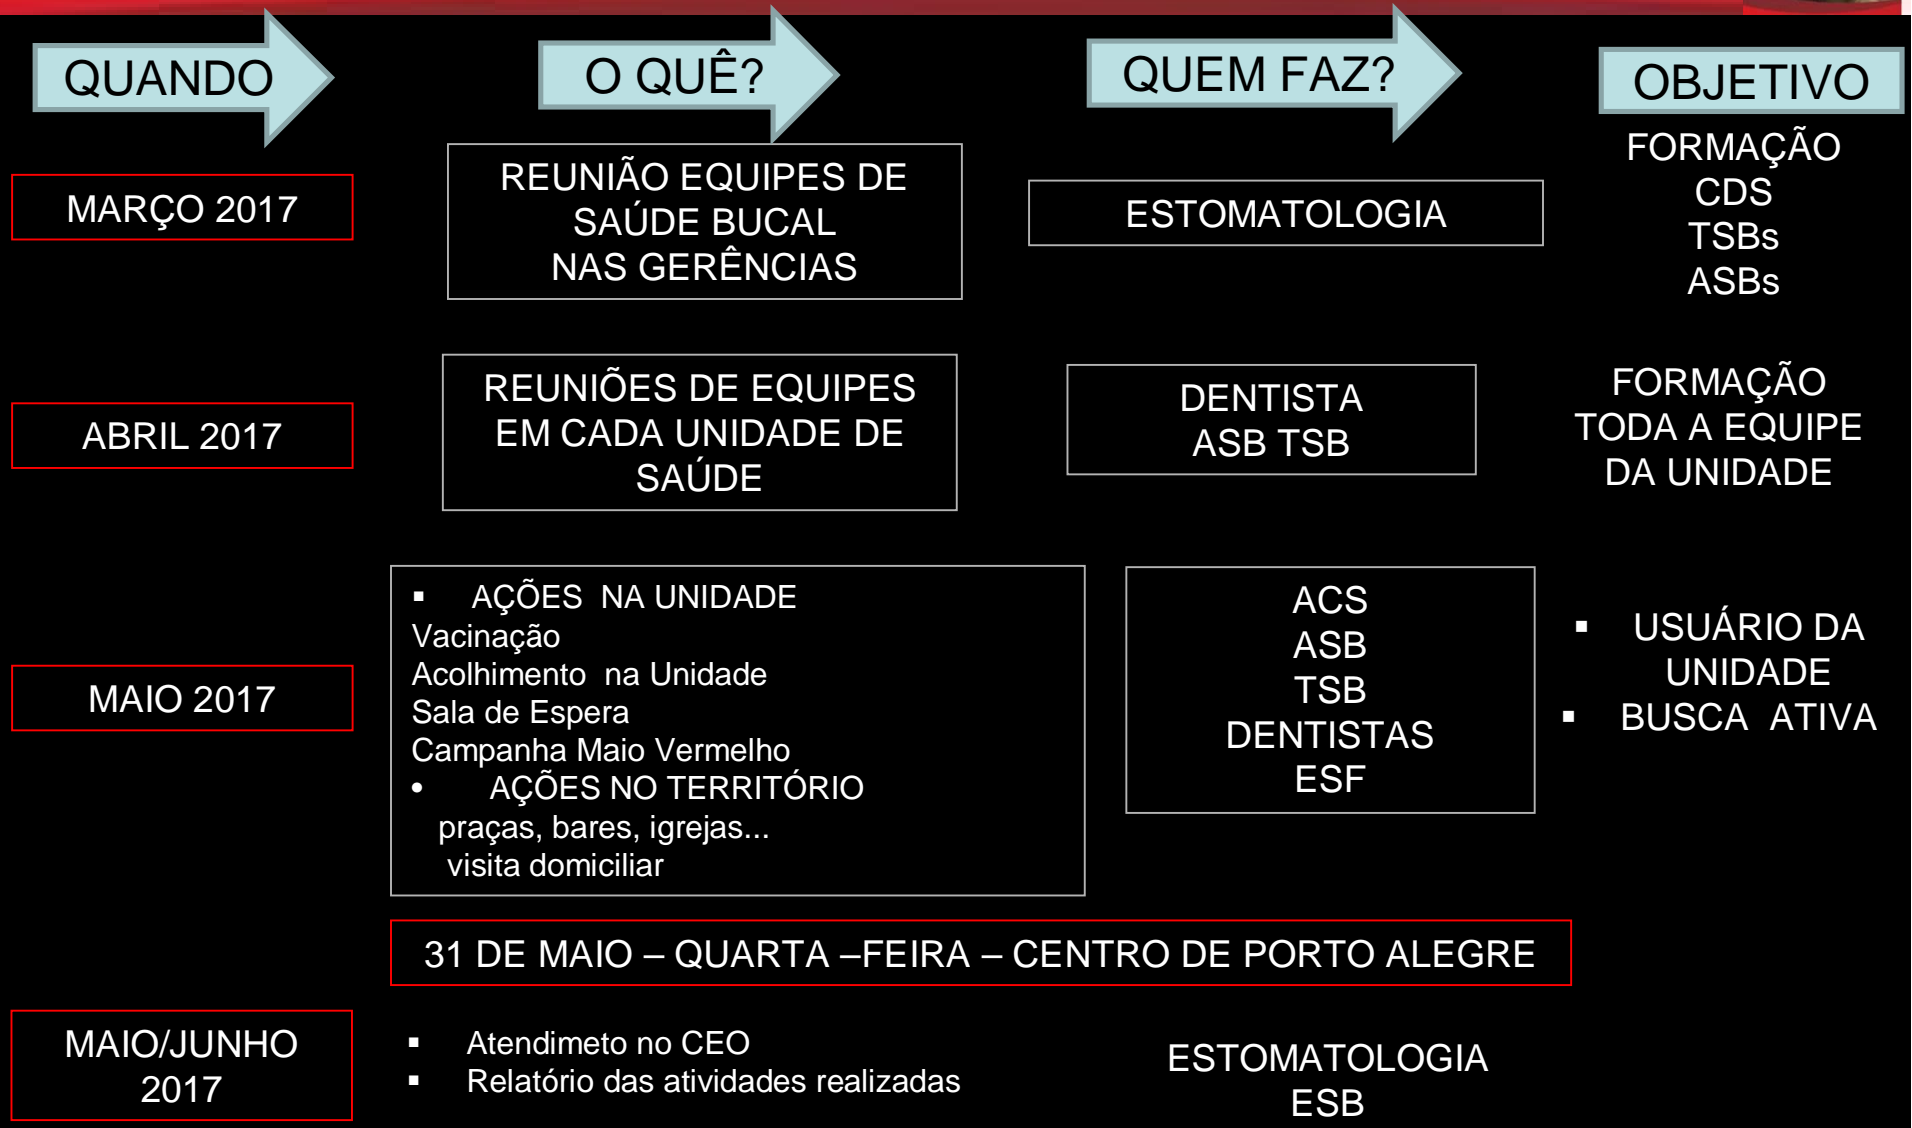 QUANDO
O QUÊ?
QUEM FAZ?
OBJETIVO
MARÇO 2017
REUNIÃO EQUIPES DE
SAÚDE BUCAL
NAS GERÊNCIAS
ESTOMATOLOGIA
FORMAÇÃO
CDS
TSBs
ASBs
ABRIL 2017
REUNIÕES DE EQUIPES
EM CADA UNIDADE DE
SAÚDE
DENTISTA
ASB TSB
FORMAÇÃO
TODA A EQUIPE
DA UNIDADE
MAIO 2017
▪ AÇÕES NA UNIDADE
Vacinação
Acolhimento na Unidade
Sala de Espera
Campanha Maio Vermelho
• AÇÕES NO TERRITÓRIO
praças, bares, igrejas...
visita domiciliar
ACS
ASB
TSB
DENTISTAS
ESF
▪ USUÁRIO DA
UNIDADE
▪ BUSCA ATIVA
31 DE MAIO – QUARTA –FEIRA – CENTRO DE PORTO ALEGRE
MAIO/JUNHO
2017
▪ Atendimeto no CEO
▪ Relatório das atividades realizadas
ESTOMATOLOGIA
ESB